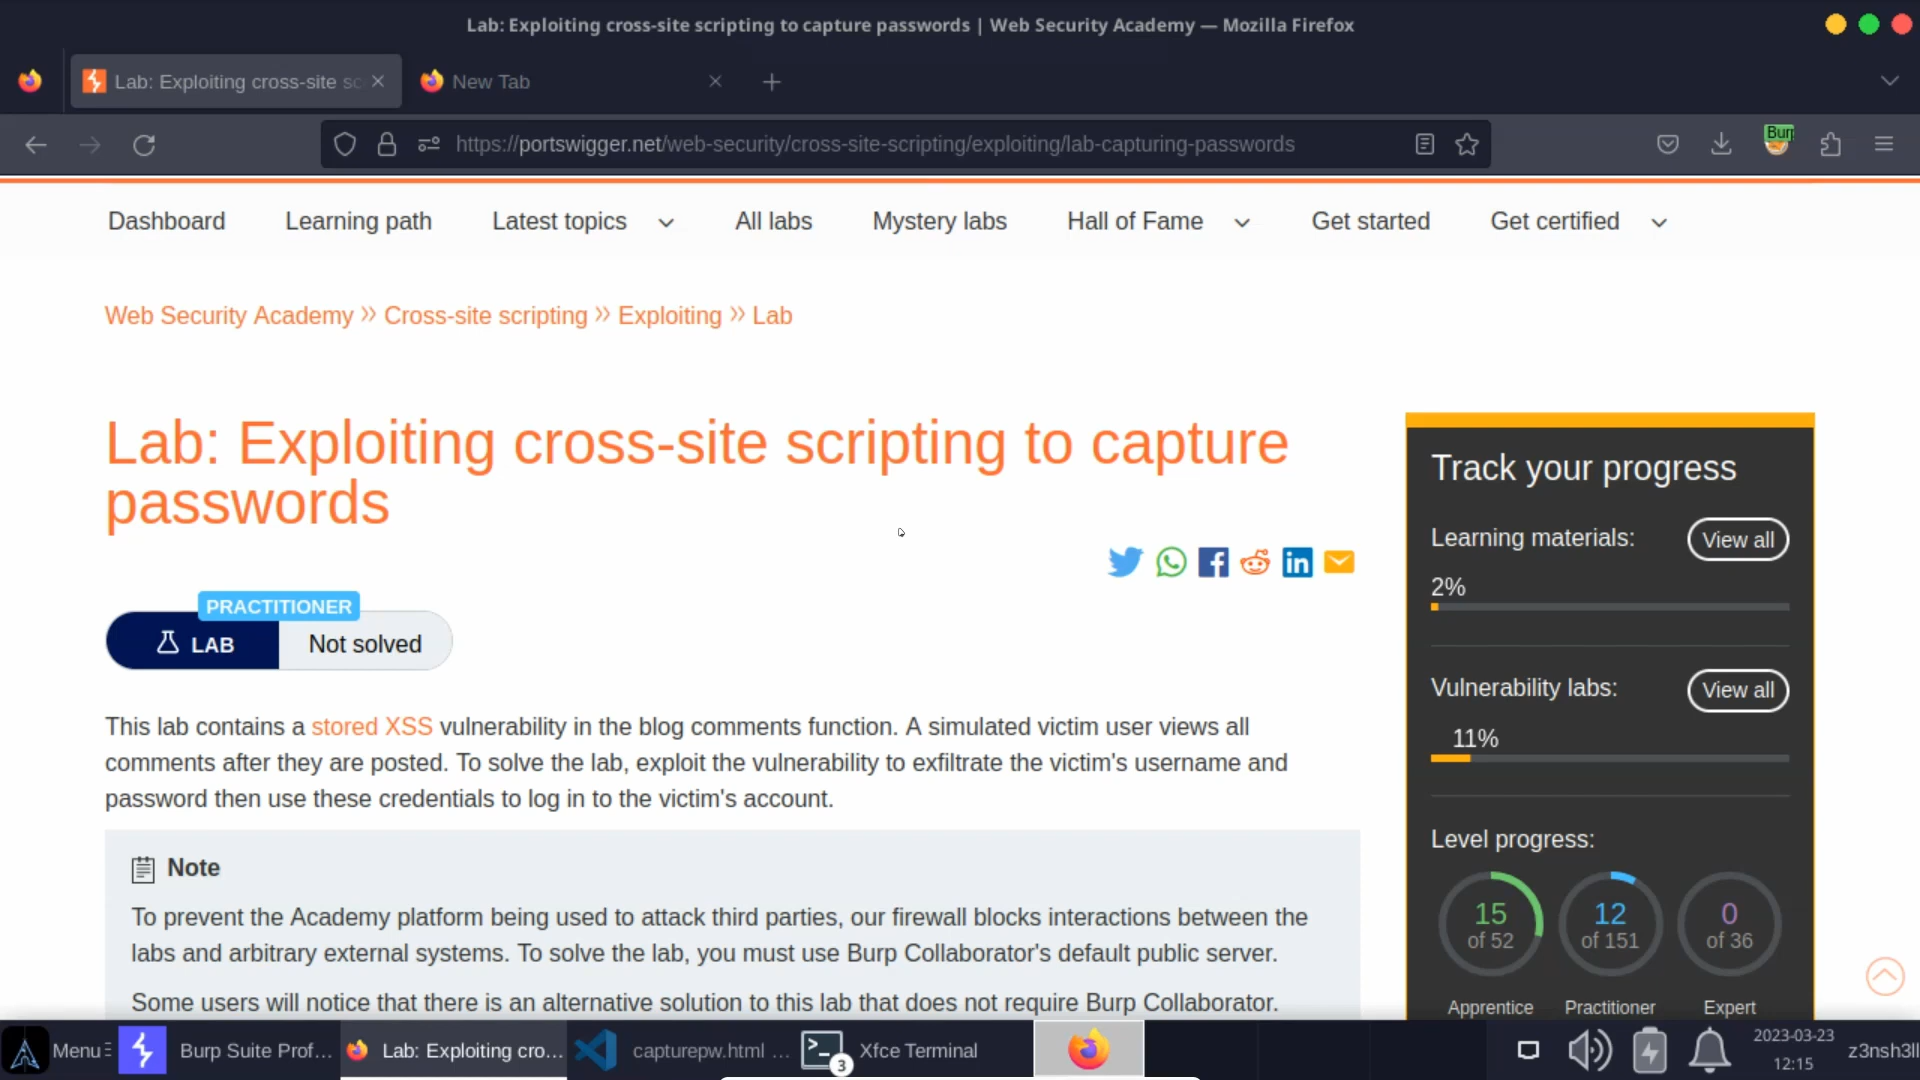 Lab: Exploiting cross-site scripting to capture passwords | Web Security Academy — Mozilla Firefox
Lab: Exploiting cross-site sc
New Tab
https://portswigger.net/web-security/cross-site-scripting/exploiting/lab-capturing-passwords
Burp
Dashboard
Learning path
Latest topics
All labs
Mystery labs
Hall of Fame
Get started
Get certified
Web Security Academy » Cross-site scripting » Exploiting » Lab
Lab: Exploiting cross-site scripting to capture
passwords
PRACTITIONER
LAB
Not solved
This lab contains a stored XSS vulnerability in the blog comments function. A simulated victim user views all
comments after they are posted. To solve the lab, exploit the vulnerability to exfiltrate the victim's username and
password then use these credentials to log in to the victim's account.
Note
To prevent the Academy platform being used to attack third parties, our firewall blocks interactions between the
labs and arbitrary external systems. To solve the lab, you must use Burp Collaborator's default public server.
Some users will notice that there is an alternative solution to this lab that does not require Burp Collaborator.
Track your progress
Learning materials:
View all
2%
Vulnerability labs:
View all
11%
Level progress:
15
of 52
12
of 151
0
of 36
Apprentice
Practitioner
Expert
Menu
Burp Suite Prof...
Lab: Exploiting cro...
capturepw.html ...
3
Xfce Terminal
2023-03-23
12:15
z3nsh3ll